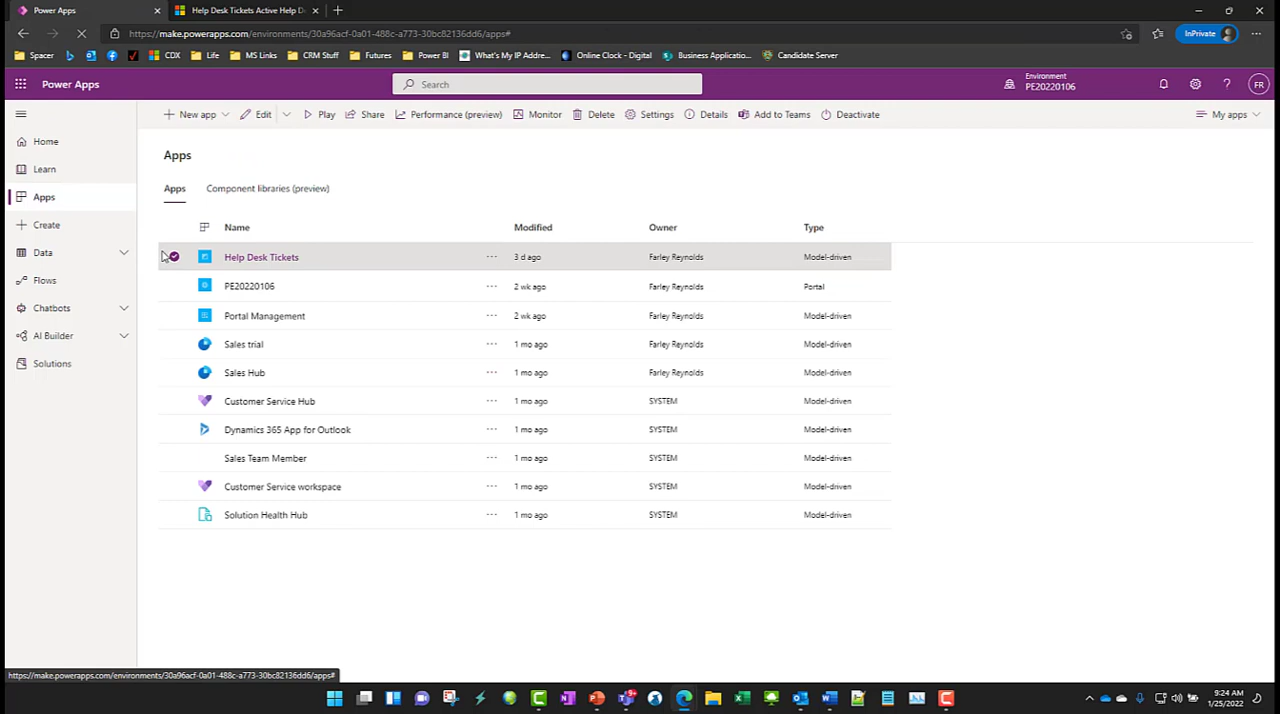 Power Apps
Help Desk Tickets Active Help D
https://make.powerapps.com/environments/30a96acf-0a01-488c-a773-30bc82136dd6/apps#
InPrivate
Spacer
CDX
Life
MS Links
CRM Stuff
Futures
Power BI
What's My IP Addre...
Online Clock - Digital
Business Applicatio...
Candidate Server
Power Apps
Search
Environment
PE20220106
FR
New app
Edit
Play
Share
Performance (preview)
Monitor
Delete
Settings
Details
Add to Teams
Deactivate
My apps
Home
Learn
Apps
Create
Data
Flows
Chatbots
AI Builder
Solutions
Apps
Apps Component libraries (preview)
Name Modified Owner Type
Help Desk Tickets ... 3 d ago Farley Reynolds Model-driven
PE20220106 ... 2 wk ago Farley Reynolds Portal
Portal Management ... 2 wk ago Farley Reynolds Model-driven
Sales trial ... 1 mo ago Farley Reynolds Model-driven
Sales Hub ... 1 mo ago Farley Reynolds Model-driven
Customer Service Hub ... 1 mo ago SYSTEM Model-driven
Dynamics 365 App for Outlook ... 1 mo ago SYSTEM Model-driven
Sales Team Member ... 1 mo ago SYSTEM Model-driven
Customer Service workspace ... 1 mo ago SYSTEM Model-driven
Solution Health Hub ... 1 mo ago SYSTEM Model-driven
https://make.powerapps.com/environments/30a96acf-0a01-488c-a773-30bc82136dd6/apps#
9:24 AM
1/25/2022